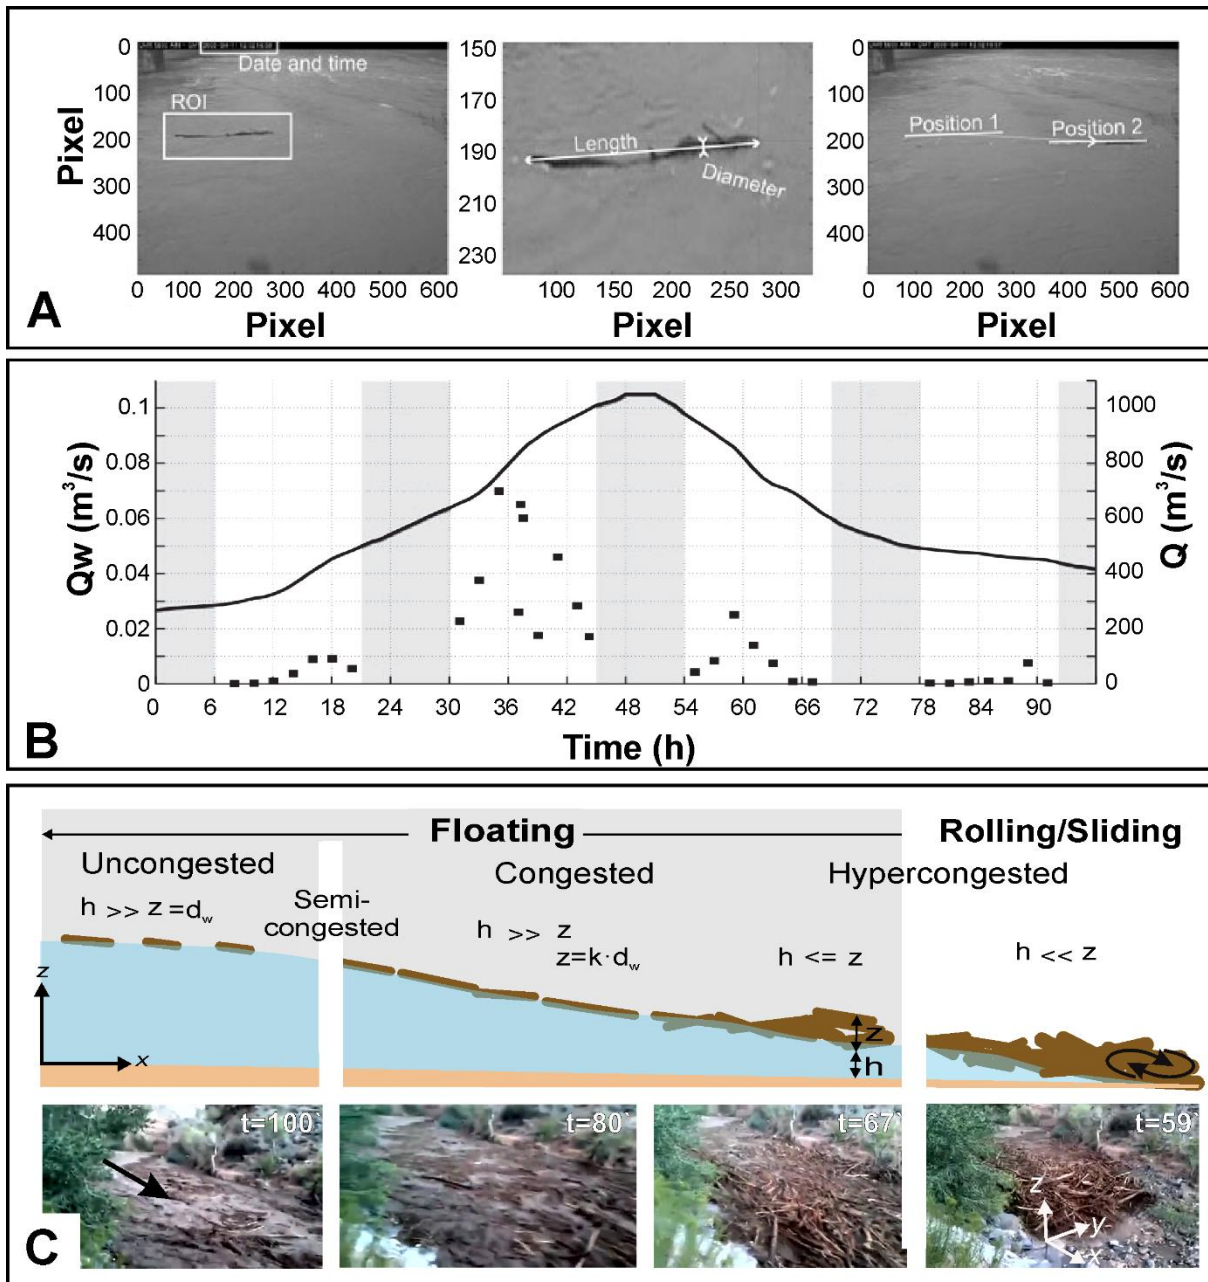 0
100
200
300
400
Pixel
Date and time
ROI
0 100 200 300 400 500 600
Pixel
150
170
190
210
230
Length
Diameter
100 150 200 250 300
Pixel
0
100
200
300
400
Position 1
Position 2
0 100 200 300 400 500 600
Pixel
A
0.1
0.08
0.06
0.04
0.02
0
Qw (m³/s)
1000
800
600
400
200
0
Q (m³/s)
0 6 12 18 24 30 36 42 48 54 60 66 72 78 84 90
Time (h)
B
Floating
Rolling/Sliding
Uncongested
Semi-
congested
Congested
Hypercongested
h >> z =dw
h >> z
z=k·dw
h <= z
h << z
z
x
z
h
t=100`
t=80`
t=67`
t=59`
z
y
x
C